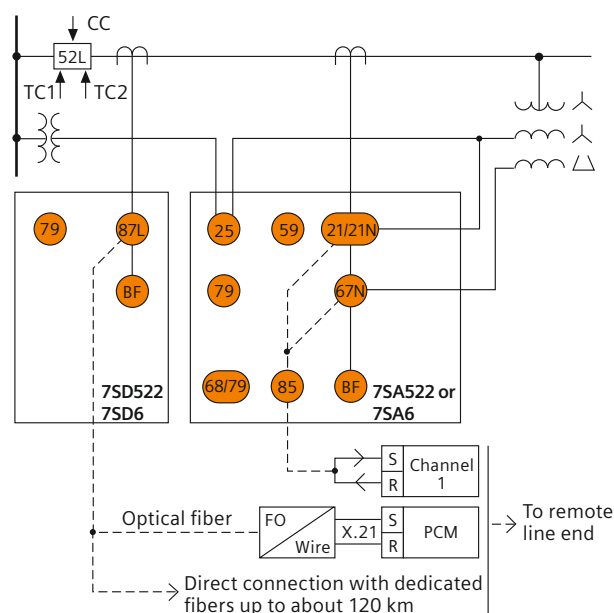 CC
52L
TC1
TC2
79
87L
25
59
21/21N
BF
79
67N
68/79
85
BF
7SD522
7SD6
7SA522 or
7SA6
S
R
Channel
1
Optical fiber
FO
Wire
X.21
S
R
PCM
To remote
line end
Direct connection with dedicated
fibers up to about 120 km